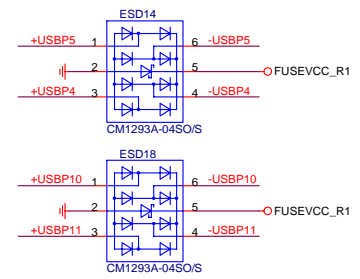 ESD14
+USBP5 1 6 -USBP5
2 5 FUSEVCC_R1
+USBP4 3 4 -USBP4
CM1293A-04SO/S
ESD18
+USBP10 1 6 -USBP10
2 5 FUSEVCC_R1
+USBP11 3 4 -USBP11
CM1293A-04SO/S